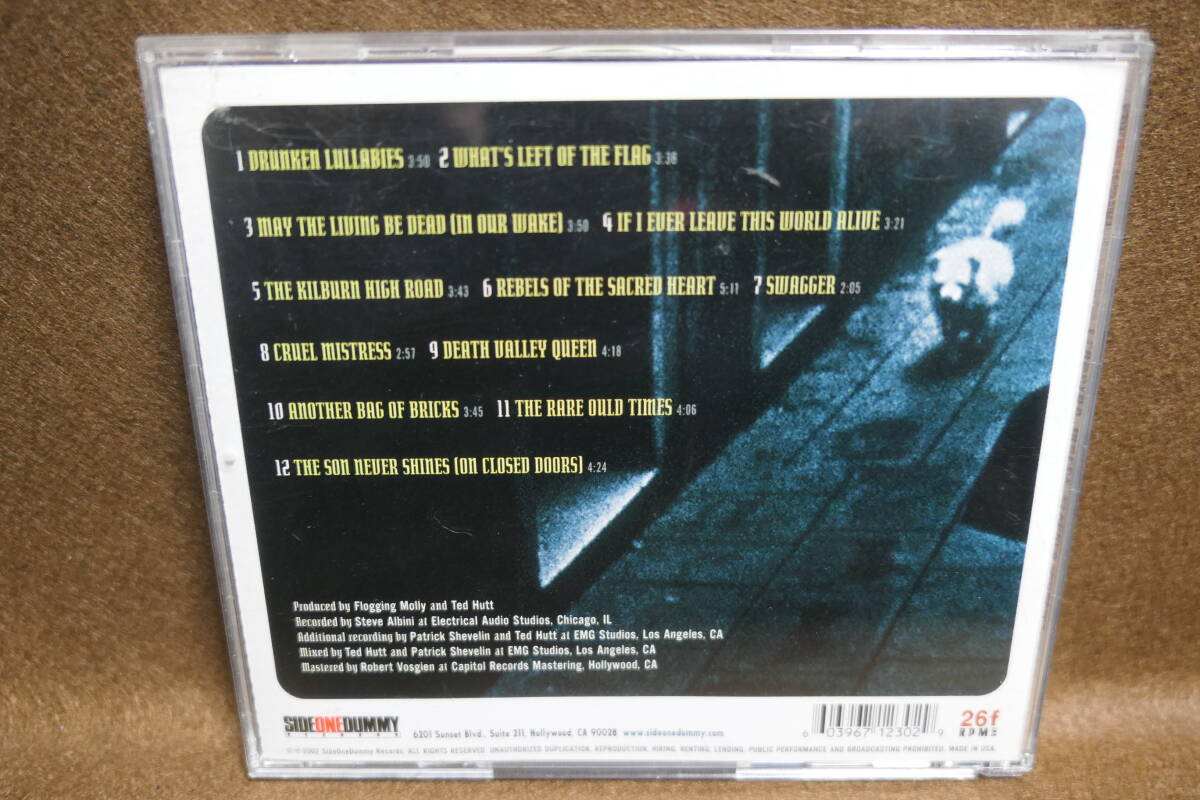 1 DRUNKEN LULLABIES 3:50 2 WHAT'S LEFT OF THE FLAG 3:38
3 MAY THE LIVING BE DEAD (IN OUR WAKE) 3:50 4 IF I EVER LEAVE THIS WORLD ALIVE 3:21
5 THE KILBURN HIGH ROAD 3:43 6 REBELS OF THE SACRED HEART 5:11 7 SWAGGER 2:05
8 CRUEL MISTRESS 2:57 9 DEATH VALLEY QUEEN 4:18
10 ANOTHER BAG OF BRICKS 3:45 11 THE RARE OULD TIMES 4:06
12 THE SON NEVER SHINES (ON CLOSED DOORS) 4:24
Produced by Flogging Molly and Ted Hutt
Recorded by Steve Albini at Electrical Audio Studios, Chicago, IL
Additional recording by Patrick Shevelin and Ted Hutt at EMG Studios, Los Angeles, CA
Mixed by Ted Hutt and Patrick Shevelin at EMG Studios, Los Angeles, CA
Mastered by Robert Vosgien at Capitol Records Mastering, Hollywood, CA
SIDEONEDUMMY
RECORDS
6201 Sunset Blvd., Suite 211, Hollywood, CA 90028 www.sideonedummy.com
6 03967 12302 9
26f
RPME
℗ © 2002 SideOneDummy Records. ALL RIGHTS RESERVED. UNAUTHORIZED DUPLICATION, REPRODUCTION, HIRING, RENTING, LENDING, PUBLIC PERFORMANCE AND BROADCASTING PROHIBITED. MADE IN USA.